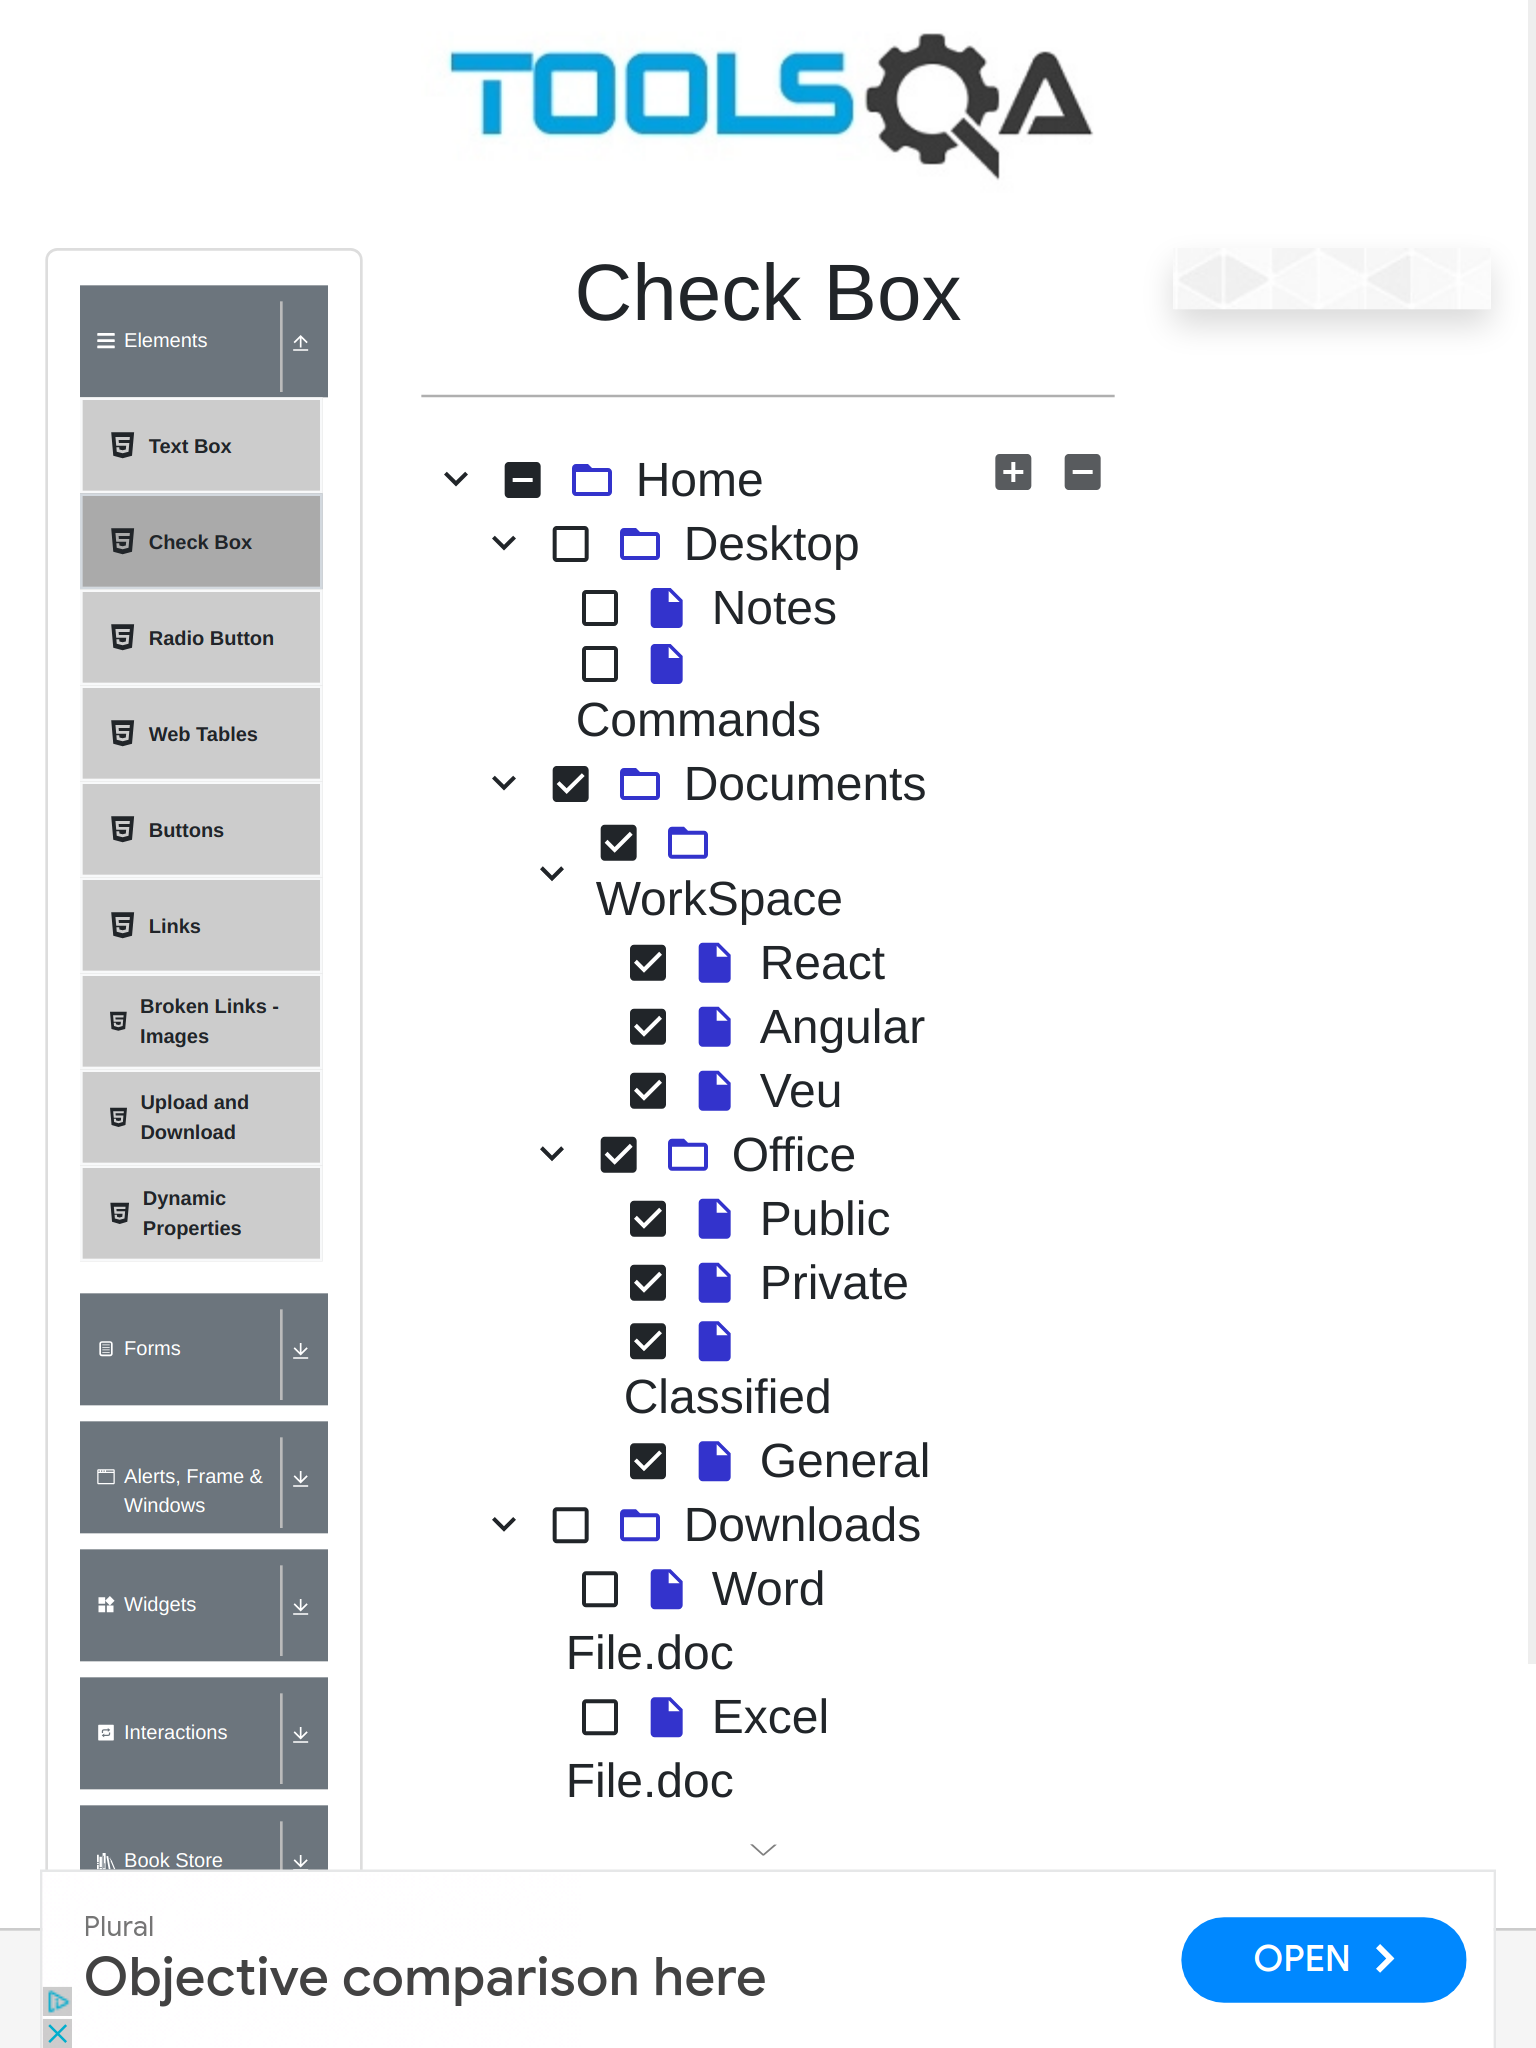 TOOLSQA
Check Box
Elements
Text Box
Check Box
Radio Button
Web Tables
Buttons
Links
Broken Links -
Images
Upload and
Download
Dynamic
Properties
Forms
Alerts, Frame &
Windows
Widgets
Interactions
Book Store
Home
Desktop
Notes
Commands
Documents
WorkSpace
React
Angular
Veu
Office
Public
Private
Classified
General
Downloads
Word
File.doc
Excel
File.doc
Plural
Objective comparison here
OPEN